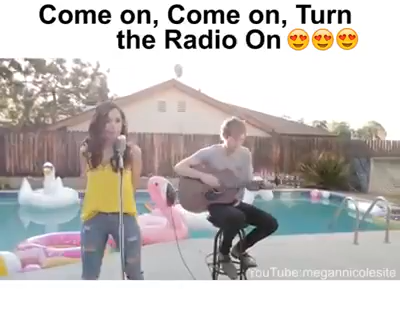 Come on, Come on, Turn
the Radio On 😍😍😍
YouTube:megannicolesite